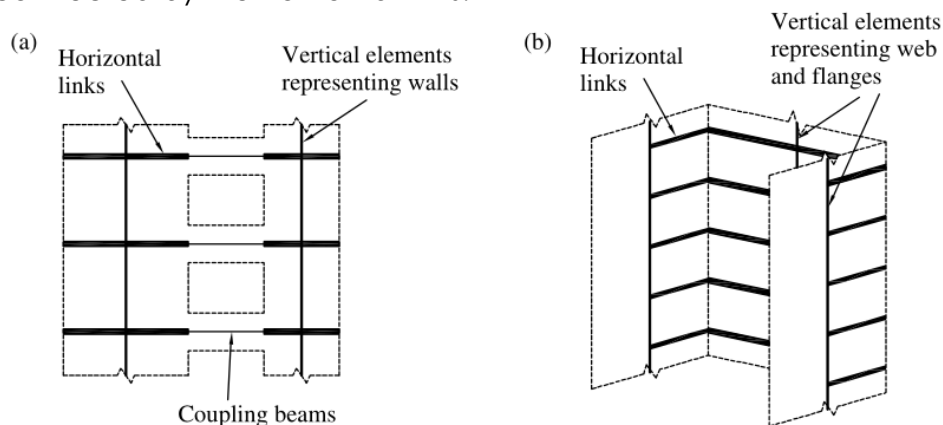 (a)
Horizontal
links
Vertical elements
representing walls
Coupling beams
(b)
Horizontal
links
Vertical elements
representing web
and flanges